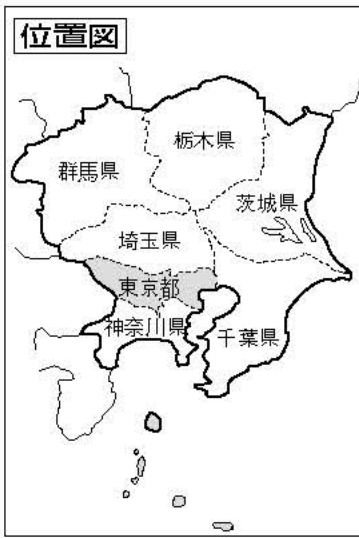 位置図
栃木県
群馬県
茨城県
埼玉県
東京都
神奈川県
千葉県